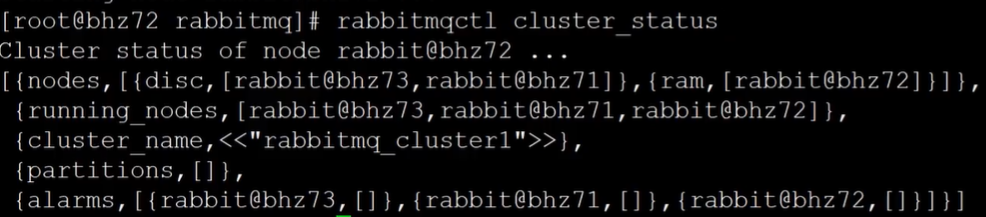 [root@bhz72 rabbitmq]# rabbitmqctl cluster_status
Cluster status of node rabbit@bhz72 ...
[{nodes,[{disc,[rabbit@bhz73,rabbit@bhz71]},{ram,[rabbit@bhz72]}]},
 {running_nodes,[rabbit@bhz73,rabbit@bhz71,rabbit@bhz72]},
 {cluster_name,<<"rabbitmq_cluster1">>},
 {partitions,[]},
 {alarms,[{rabbit@bhz73,[]},{rabbit@bhz71,[]},{rabbit@bhz72,[]}]}]